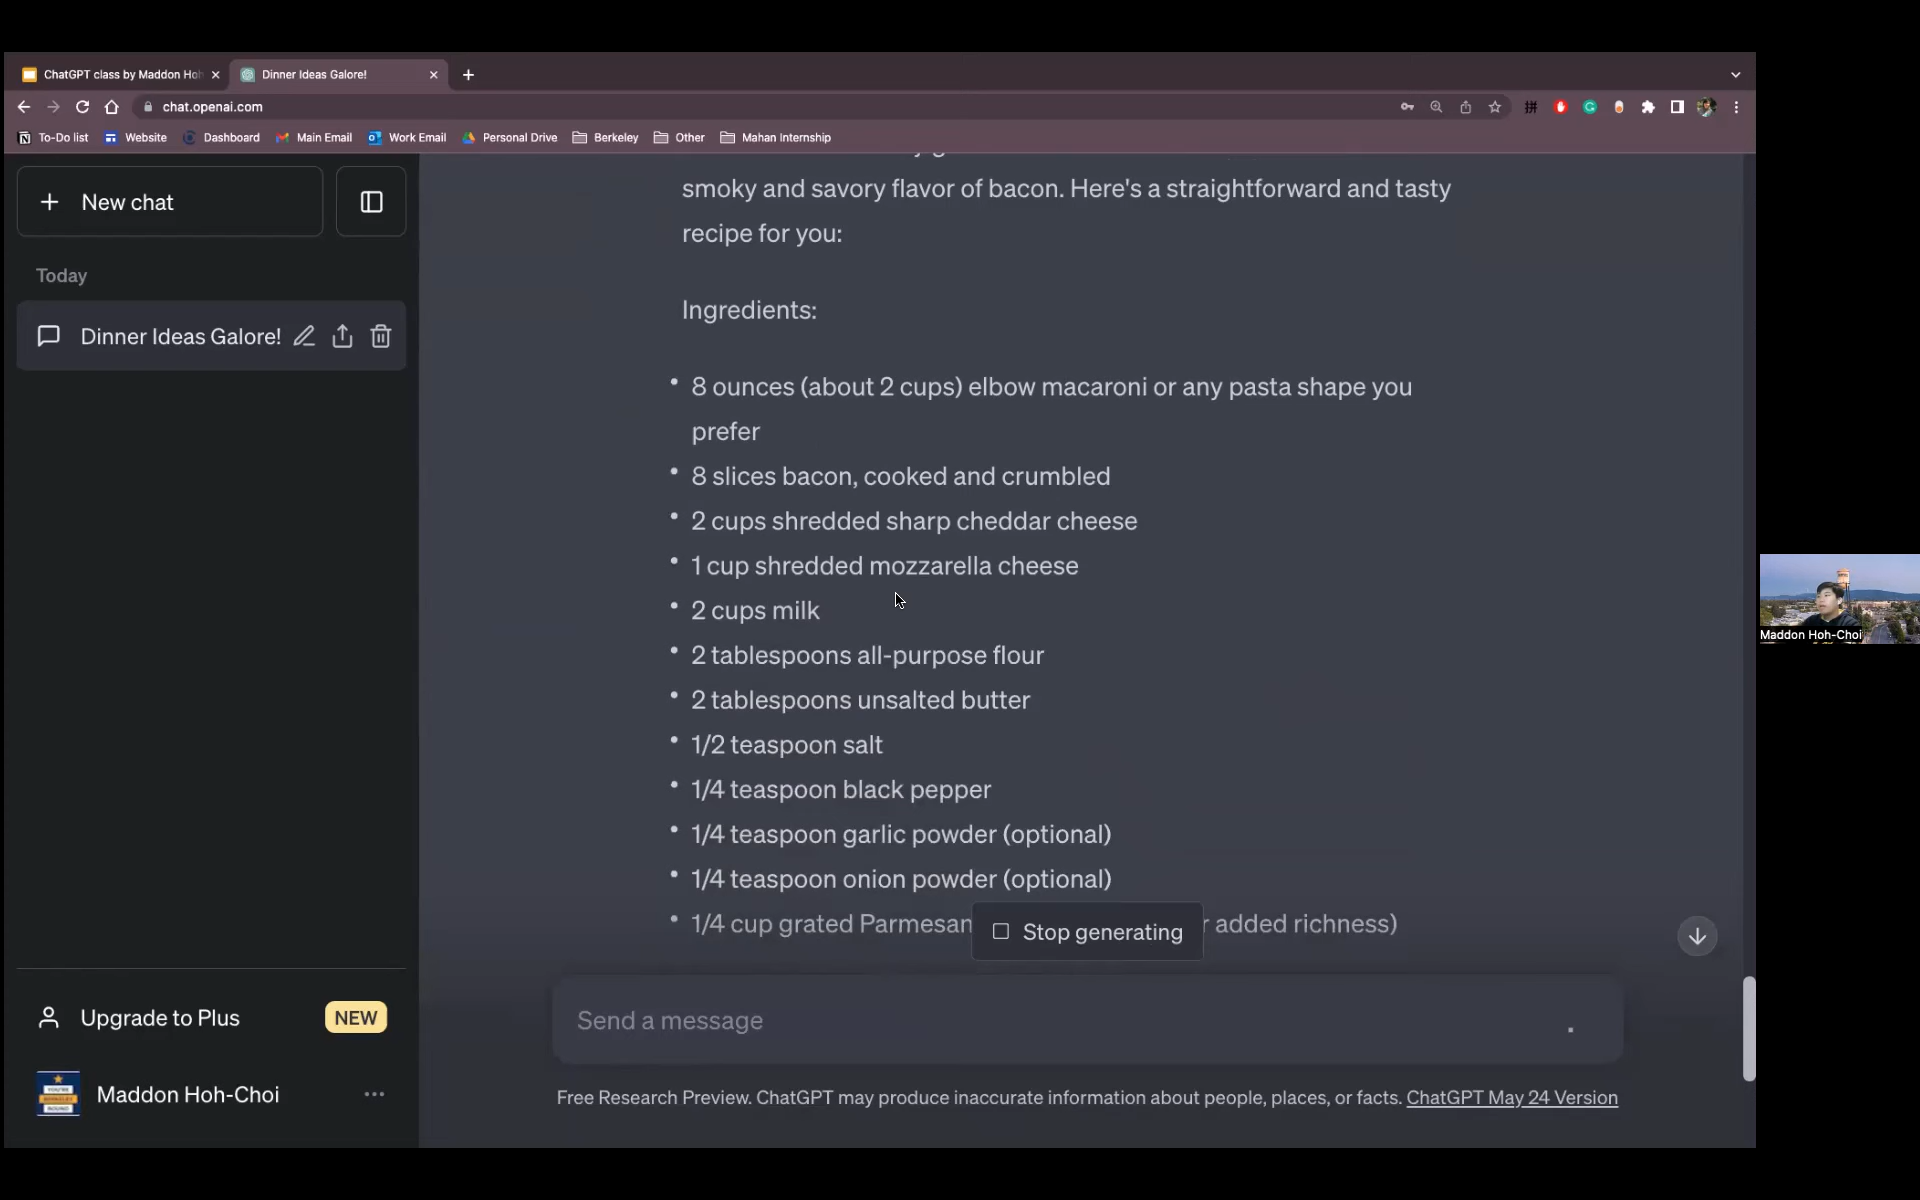 ChatGPT class by Maddon Hoh
Dinner Ideas Galore!
chat.openai.com
To-Do list Website Dashboard Main Email Work Email Personal Drive Berkeley Other Mahan Internship
New chat
Today
Dinner Ideas Galore!
smoky and savory flavor of bacon. Here's a straightforward and tasty
recipe for you:
Ingredients:
• 8 ounces (about 2 cups) elbow macaroni or any pasta shape you
prefer
• 8 slices bacon, cooked and crumbled
• 2 cups shredded sharp cheddar cheese
• 1 cup shredded mozzarella cheese
• 2 cups milk
• 2 tablespoons all-purpose flour
• 2 tablespoons unsalted butter
• 1/2 teaspoon salt
• 1/4 teaspoon black pepper
• 1/4 teaspoon garlic powder (optional)
• 1/4 teaspoon onion powder (optional)
• 1/4 cup grated Parmesan added richness)
Stop generating
Send a message
Free Research Preview. ChatGPT may produce inaccurate information about people, places, or facts. ChatGPT May 24 Version
Upgrade to Plus NEW
Maddon Hoh-Choi
Maddon Hoh-Choi